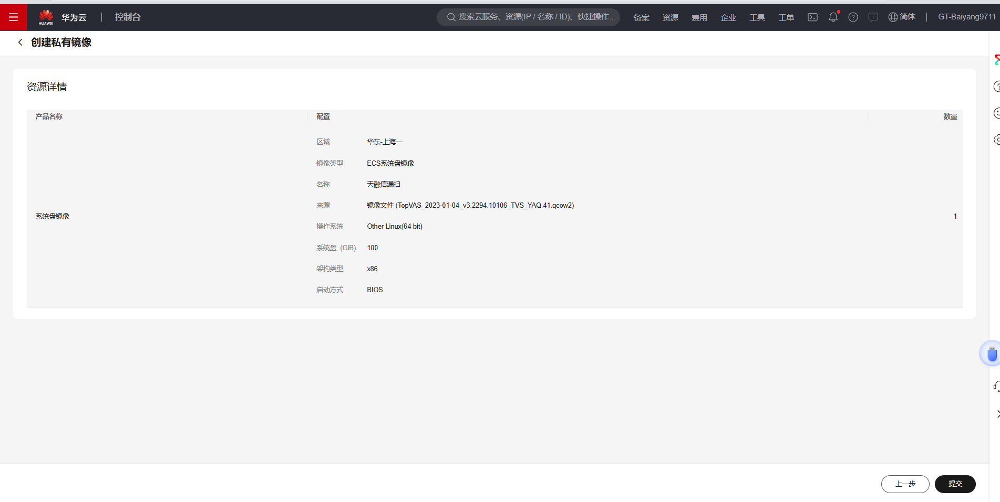 HUAWEI 华为云 控制台 搜索云服务、资源(IP / 名称 / ID)、快捷操作... 备案 资源 费用 企业 工具 工单 简体 GT-Baiyang9711
创建私有镜像
资源详情
产品名称 配置 数量
区域 华东-上海一
镜像类型 ECS系统盘镜像
名称 天融信漏扫
来源 镜像文件 (TopVAS_2023-01-04_v3.2294.10106_TVS_YAQ.41.qcow2)
系统盘镜像 1
操作系统 Other Linux(64 bit)
系统盘 (GiB) 100
架构类型 x86
启动方式 BIOS
上一步 提交